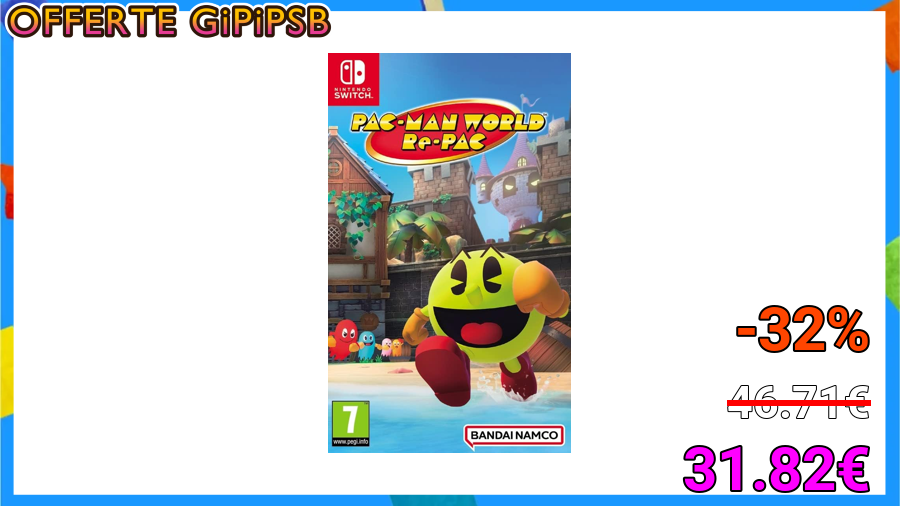 OFFERTE GiPiPSB
NINTENDO
SWITCH
PAC-MAN WORLD
Re-PAC
-32%
46.71€
7
www.pegi.info
BANDAI NAMCO
31.82€